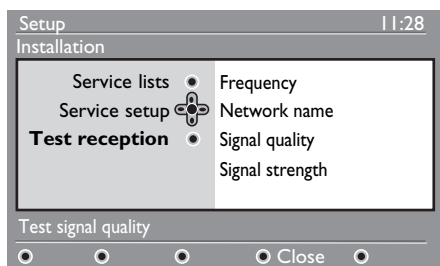 Setup 11:28
Installation
Service lists Frequency
Service setup Network name
Test reception Signal quality
Signal strength
Test signal quality
Close